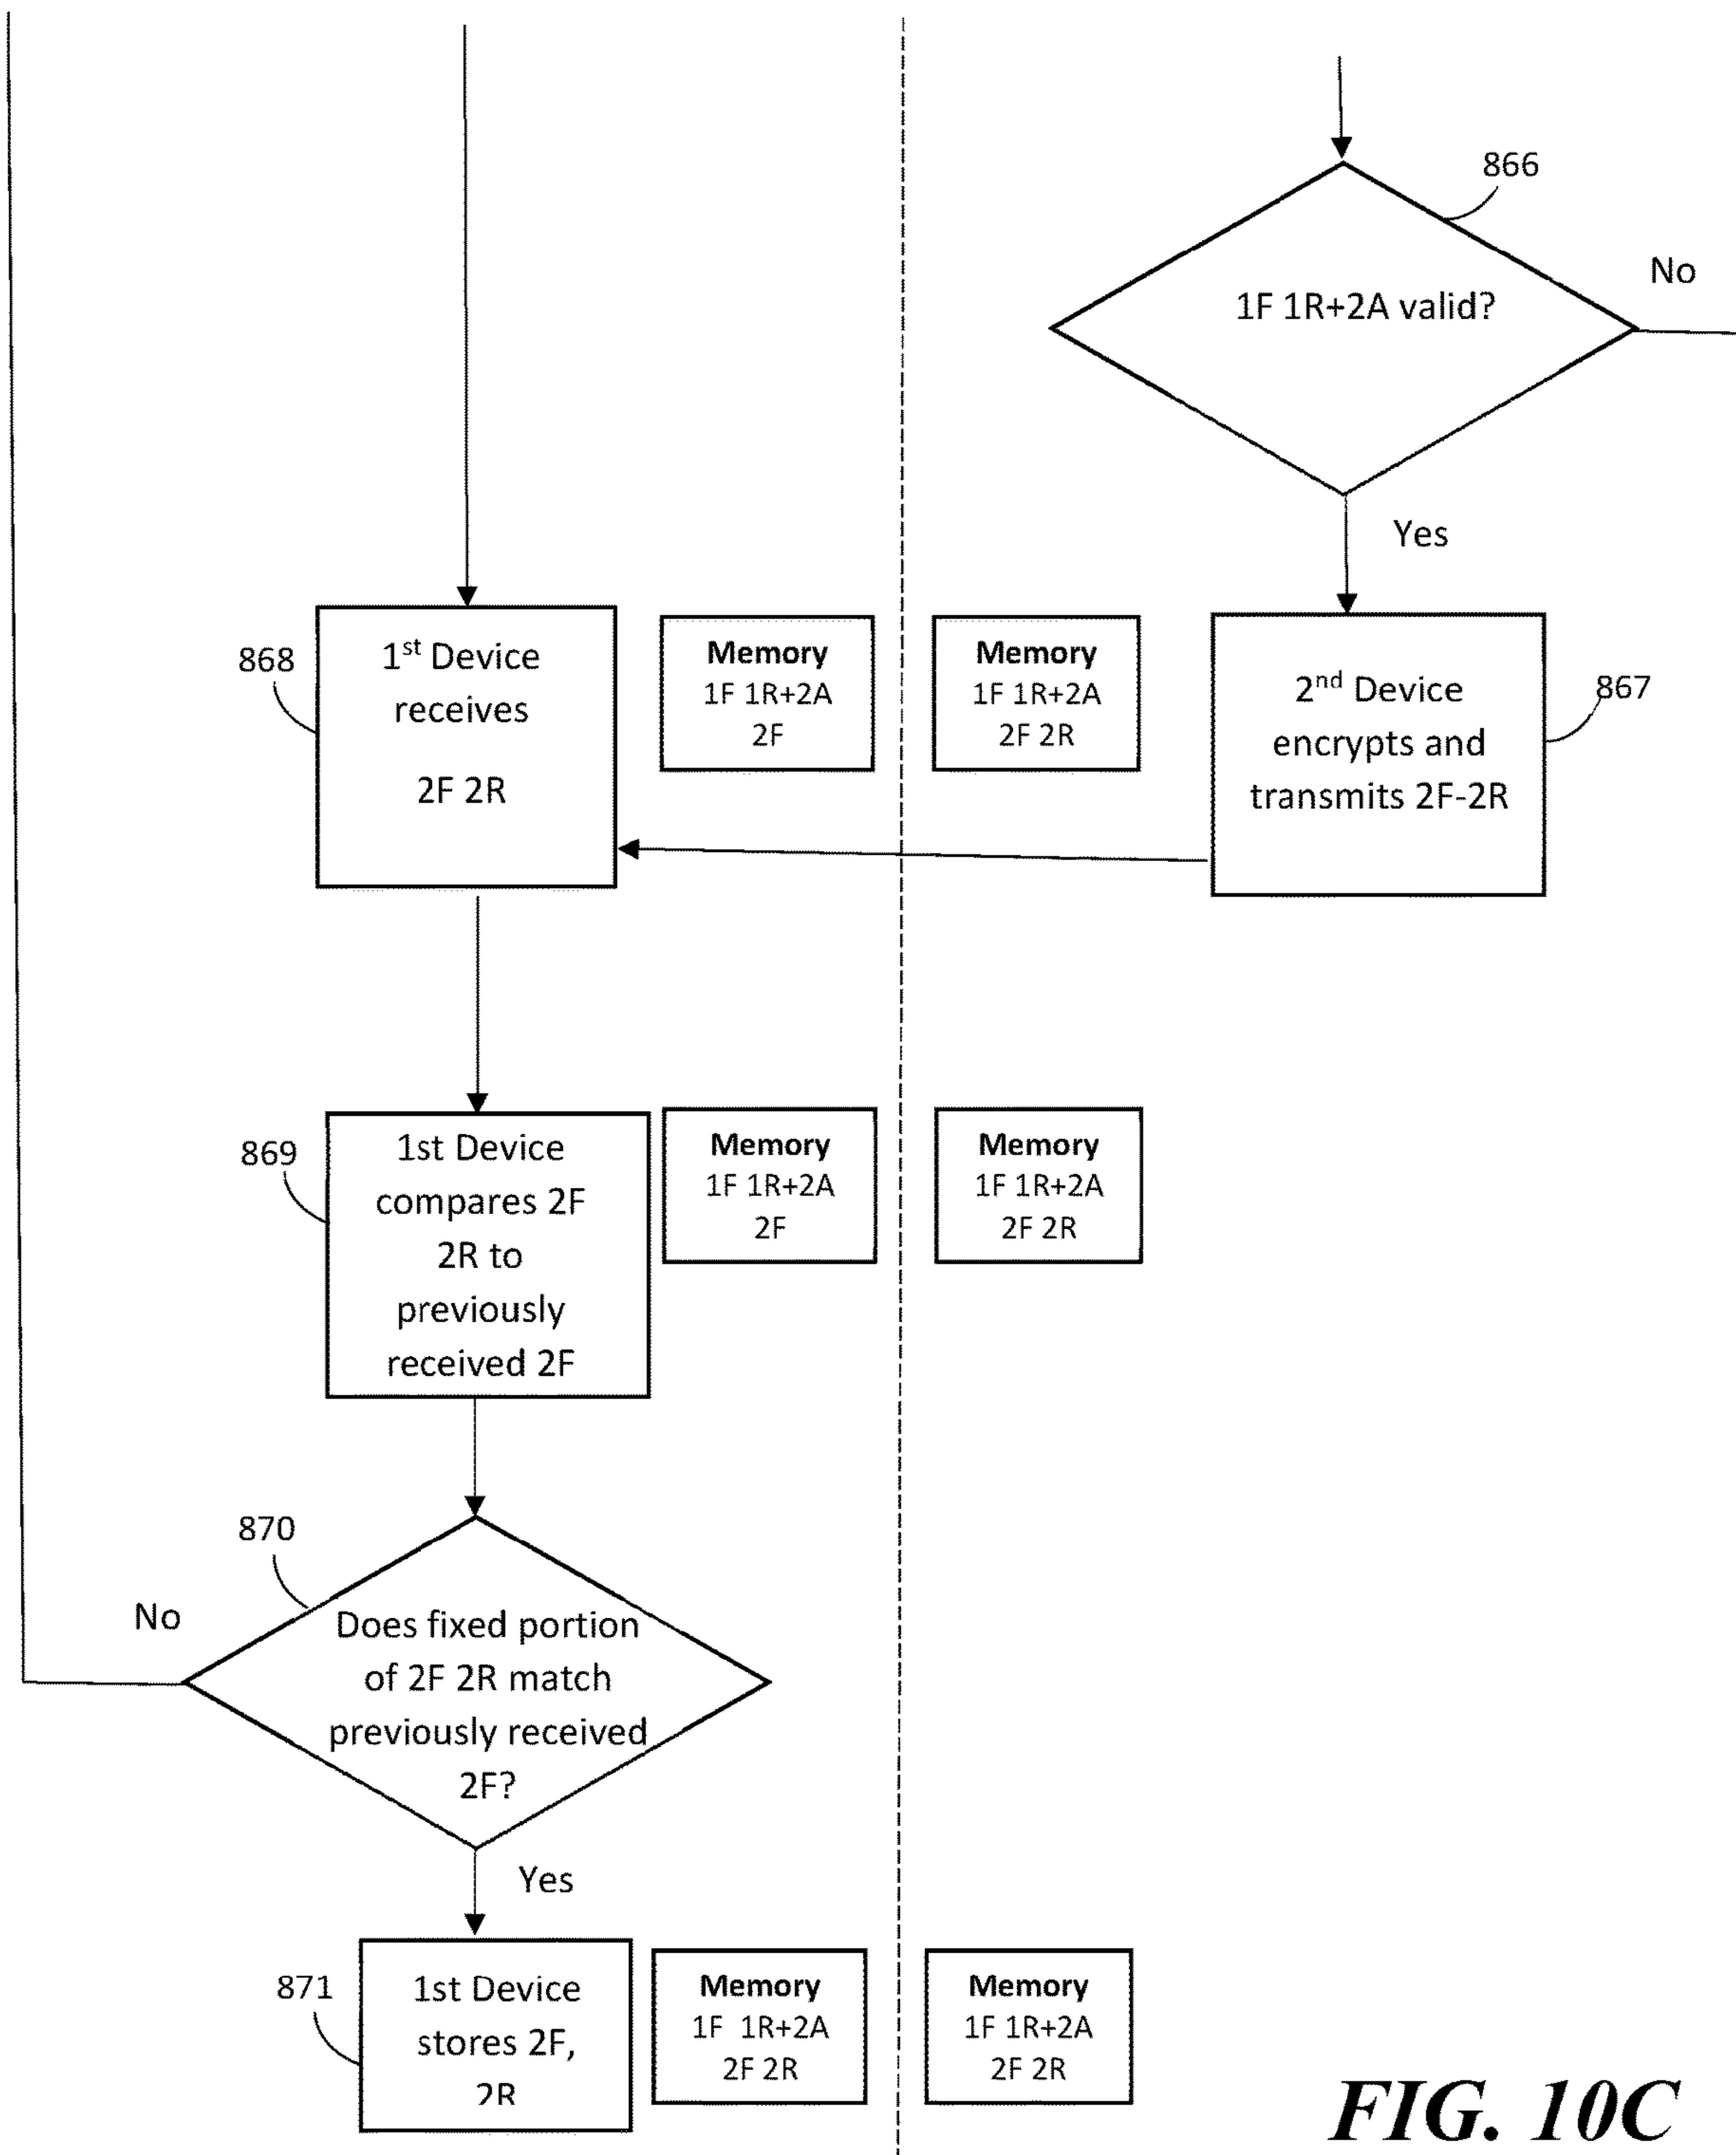 866
No
1F 1R+2A valid?
Yes
868
1st Device
receives
2F 2R
Memory
1F 1R+2A
2F
Memory
1F 1R+2A
2F 2R
2nd Device
encrypts and
transmits 2F-2R
867
869
1st Device
compares 2F
2R to
previously
received 2F
Memory
1F 1R+2A
2F
Memory
1F 1R+2A
2F 2R
870
No
Does fixed portion
of 2F 2R match
previously received
2F?
Yes
871
1st Device
stores 2F,
2R
Memory
1F 1R+2A
2F 2R
Memory
1F 1R+2A
2F 2R
FIG. 10C